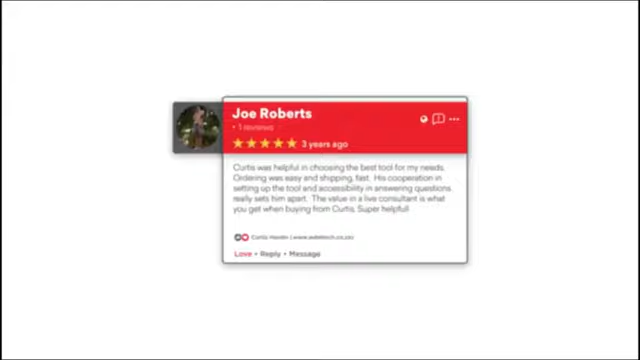 Joe Roberts
• 1 reviews
3 years ago
Curtis was helpful in choosing the best tool for my needs.
Ordering was easy and shipping, fast. His cooperation in
setting up the tool and accessibility in answering questions
really sets him apart. The value in a live consultant is what
you get when buying from Curtis. Super helpful!
Curtis
Love • Reply • Message